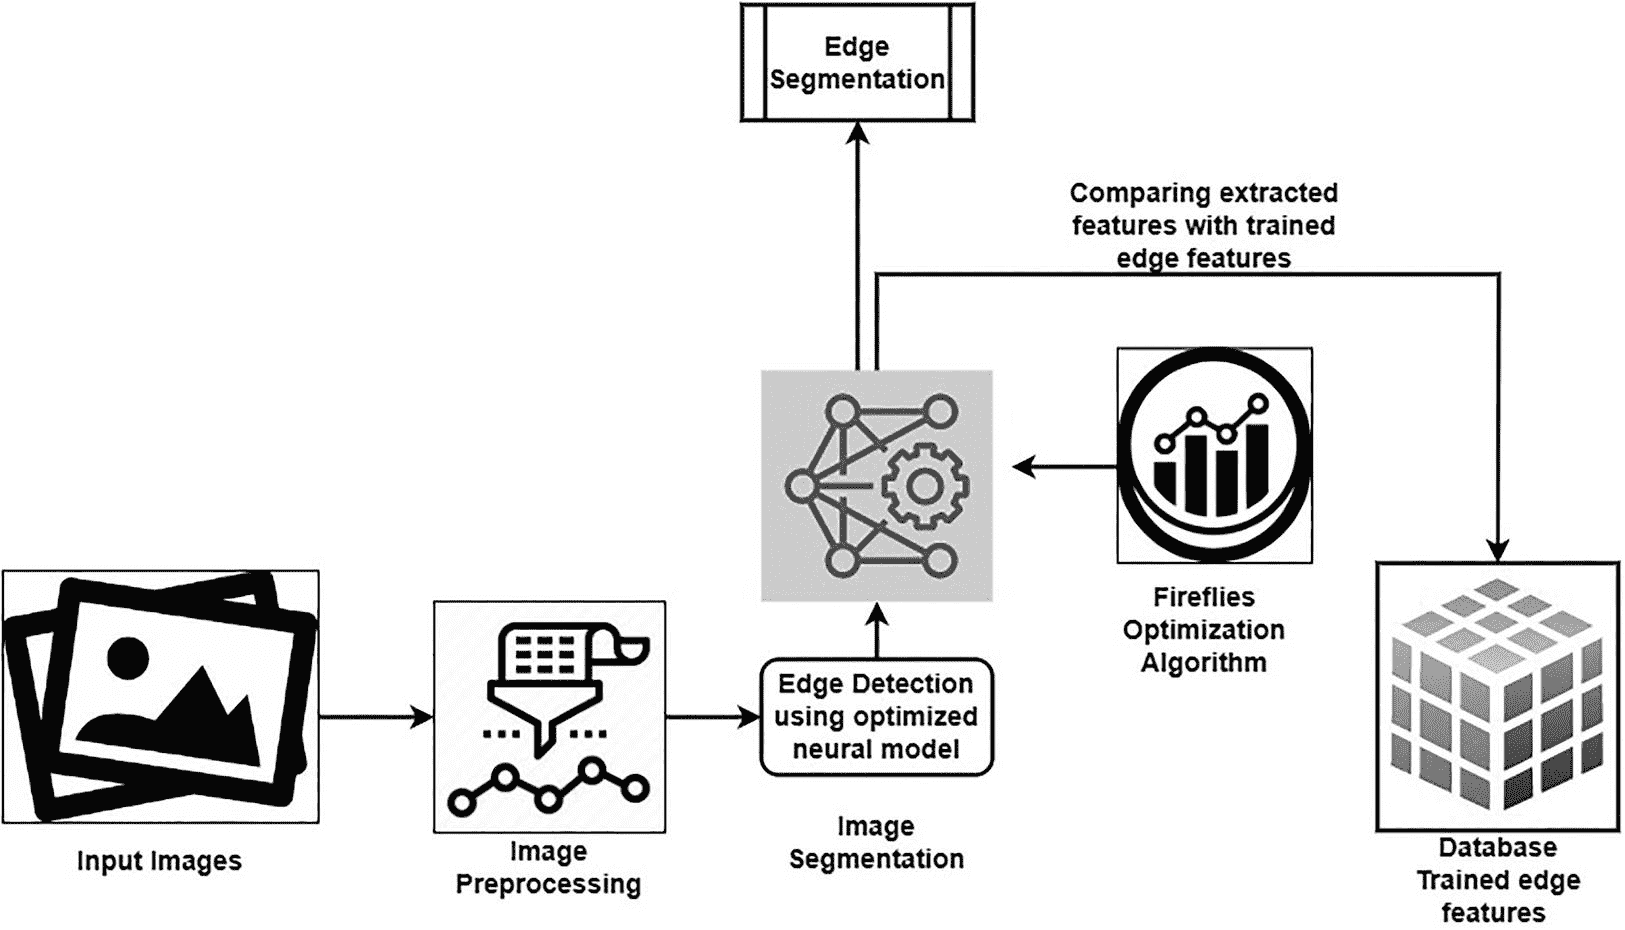 Edge
Segmentation
Comparing extracted
features with trained
edge features
Fireflies
Optimization
Algorithm
Edge Detection
using optimized
neural model
Input Images
Image
Preprocessing
Image
Segmentation
Database
Trained edge
features